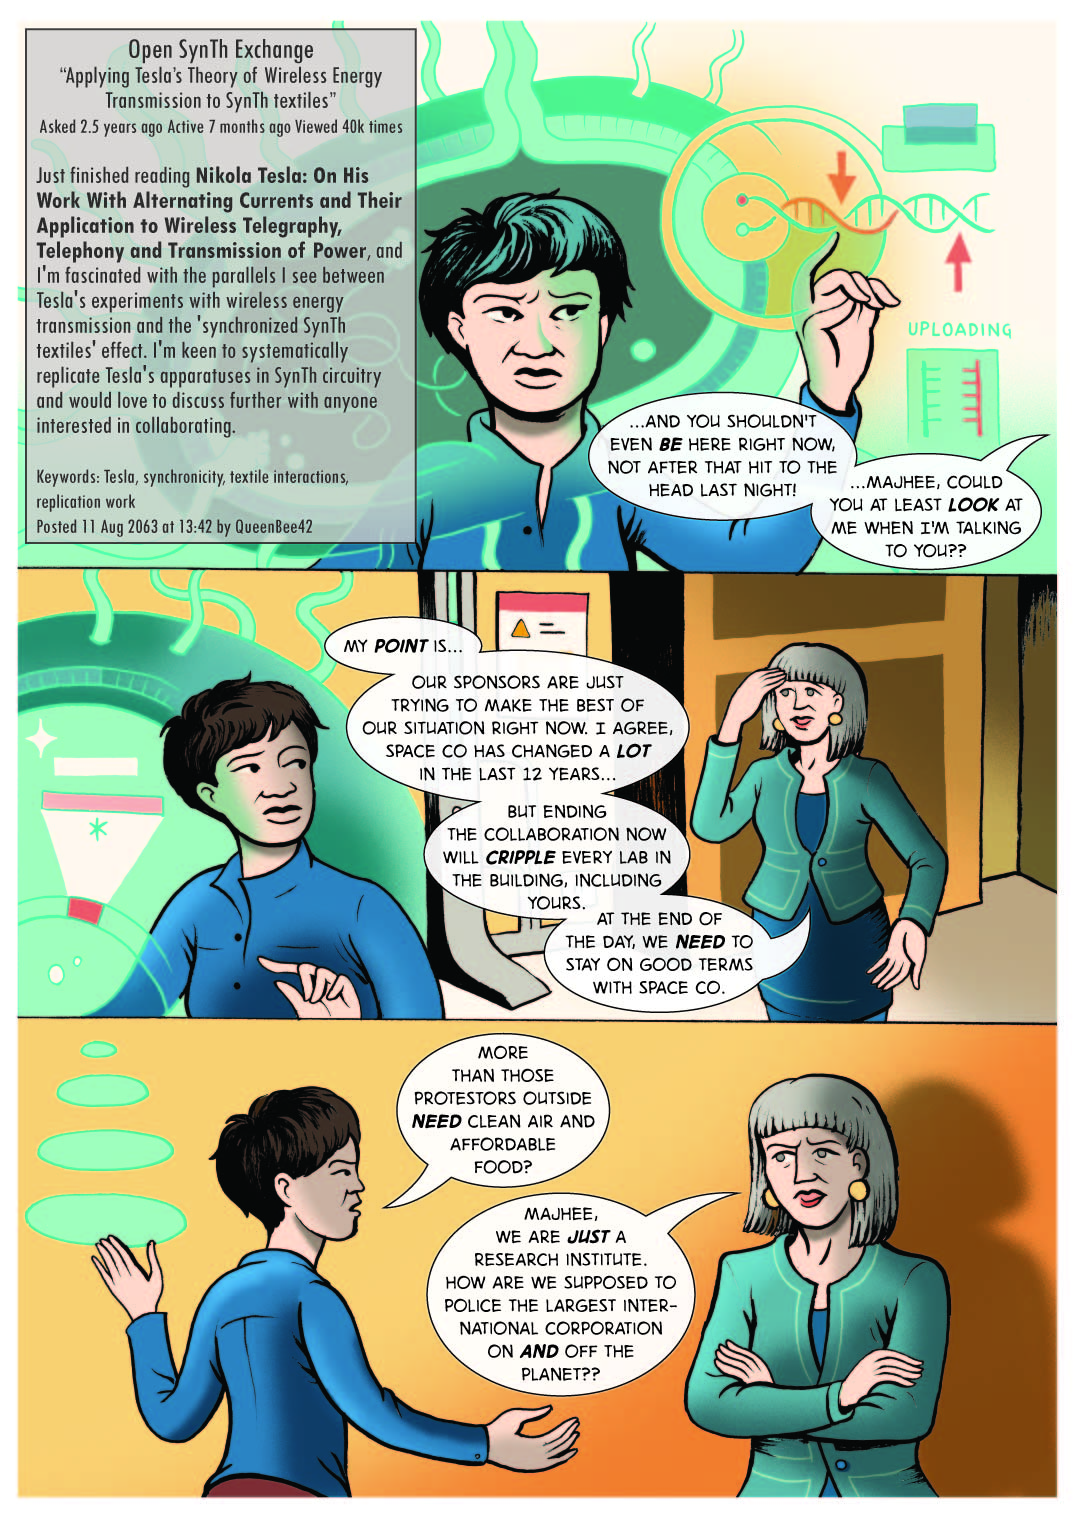 Open SynTh Exchange
“Applying Tesla’s Theory of Wireless Energy
Transmission to SynTh textiles”
Asked 2.5 years ago Active 7 months ago Viewed 40k times
Just finished reading Nikola Tesla: On His
Work With Alternating Currents and Their
Application to Wireless Telegraphy,
Telephony and Transmission of Power, and
I'm fascinated with the parallels I see between
Tesla's experiments with wireless energy
transmission and the 'synchronized SynTh
textiles' effect. I'm keen to systematically
replicate Tesla's apparatuses in SynTh circuitry
and would love to discuss further with anyone
interested in collaborating.
Keywords: Tesla, synchronicity, textile interactions,
replication work
Posted 11 Aug 2063 at 13:42 by QueenBee42
UPLOADING
...AND YOU SHOULDN'T
EVEN BE HERE RIGHT NOW,
NOT AFTER THAT HIT TO THE
HEAD LAST NIGHT!
...MAJHEE, COULD
YOU AT LEAST LOOK AT
ME WHEN I'M TALKING
TO YOU??
MY POINT IS...
OUR SPONSORS ARE JUST
TRYING TO MAKE THE BEST OF
OUR SITUATION RIGHT NOW. I AGREE,
SPACE CO HAS CHANGED A LOT
IN THE LAST 12 YEARS...
BUT ENDING
THE COLLABORATION NOW
WILL CRIPPLE EVERY LAB IN
THE BUILDING, INCLUDING
YOURS.
AT THE END OF
THE DAY, WE NEED TO
STAY ON GOOD TERMS
WITH SPACE CO.
MORE
THAN THOSE
PROTESTORS OUTSIDE
NEED CLEAN AIR AND
AFFORDABLE
FOOD?
MAJHEE,
WE ARE JUST A
RESEARCH INSTITUTE.
HOW ARE WE SUPPOSED TO
POLICE THE LARGEST INTER-
NATIONAL CORPORATION
ON AND OFF THE
PLANET??